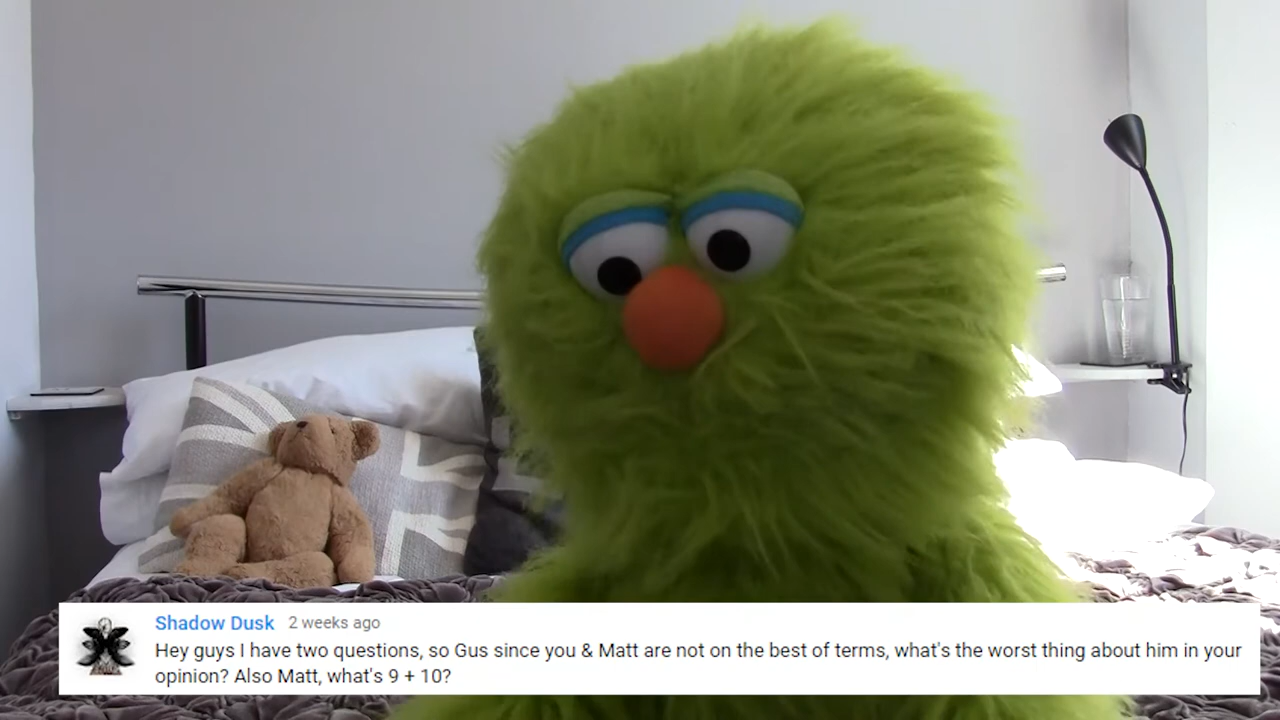 Shadow Dusk 2 weeks ago
Hey guys I have two questions, so Gus since you & Matt are not on the best of terms, what's the worst thing about him in your
opinion? Also Matt, what's 9 + 10?